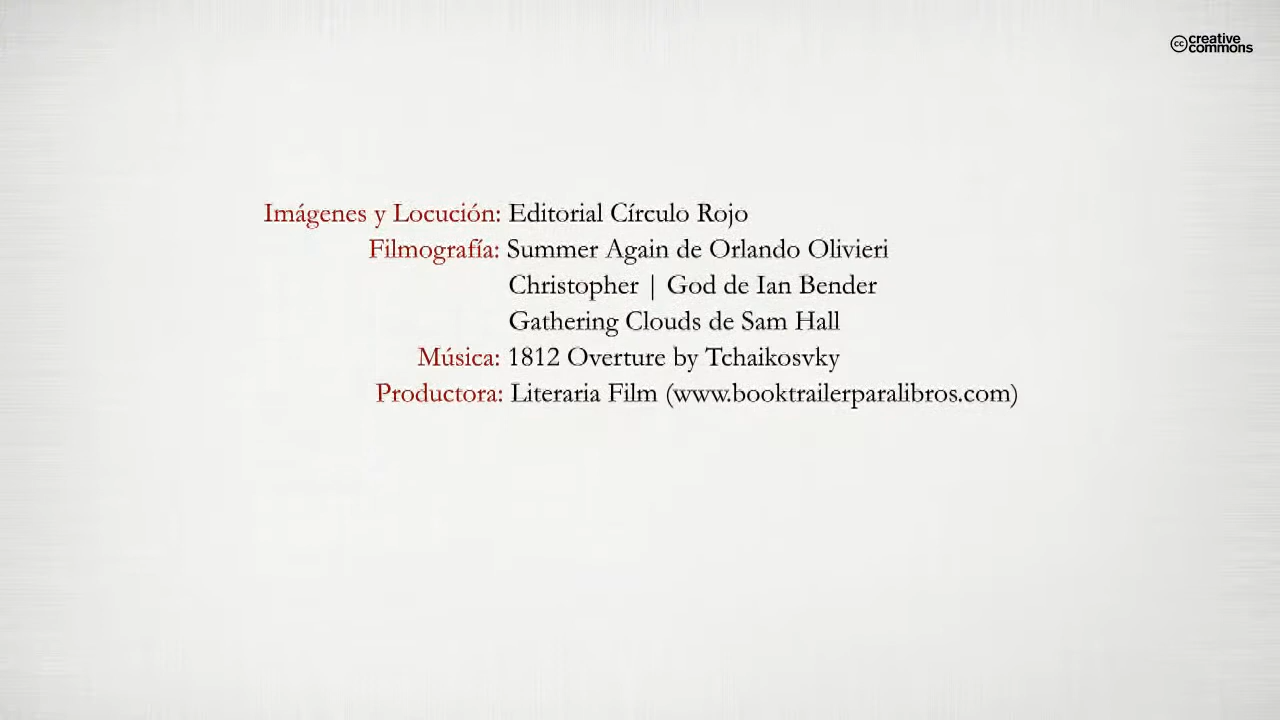 cc creative
commons
Imágenes y Locución: Editorial Círculo Rojo
Filmografía: Summer Again de Orlando Olivieri
Christopher | God de Ian Bender
Gathering Clouds de Sam Hall
Música: 1812 Overture by Tchaikosvky
Productora: Literaria Film (www.booktrailerparalibros.com)